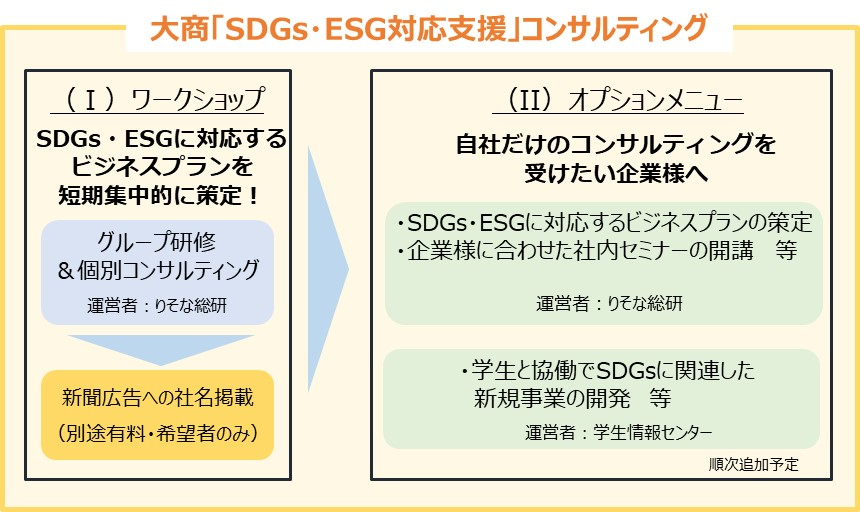 大商「SDGs・ESG対応支援」コンサルティング
（Ⅰ）ワークショップ
SDGs・ESGに対応する
ビジネスプランを
短期集中的に策定！
グループ研修
＆個別コンサルティング
運営者：りそな総研
新聞広告への社名掲載
（別途有料・希望者のみ）
（II）オプションメニュー
自社だけのコンサルティングを
受けたい企業様へ
・SDGs・ESGに対応するビジネスプランの策定
・企業様に合わせた社内セミナーの開講　等
運営者：りそな総研
・学生と協働でSDGsに関連した
新規事業の開発　等
運営者：学生情報センター
順次追加予定